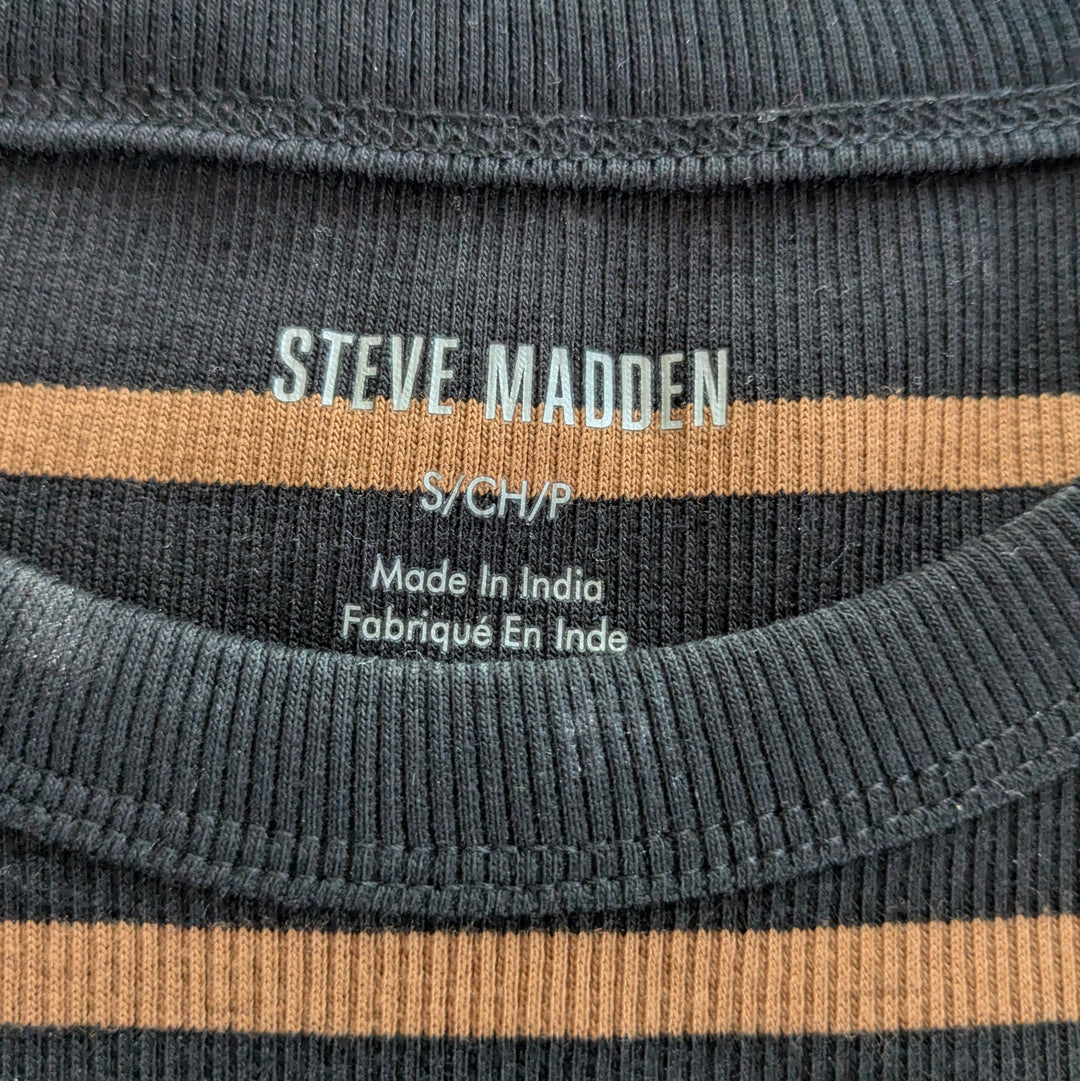 STEVE MADDEN
S/CH/P
Made In India
Fabriqué En Inde